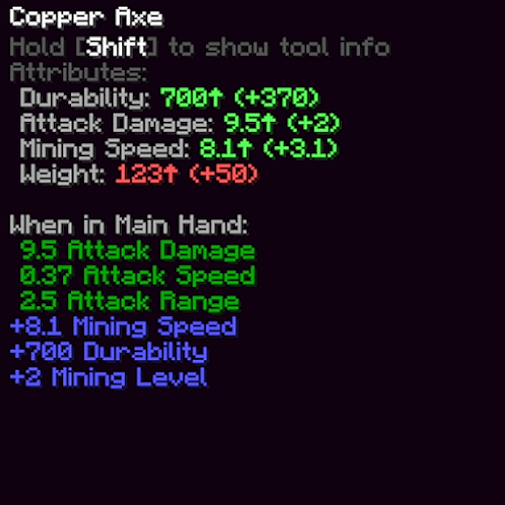 Copper Axe
Hold [Shift] to show tool info
Attributes:
Durability: 700↑ (+370)
Attack Damage: 9.5↑ (+2)
Mining Speed: 8.1↑ (+3.1)
Weight: 123↑ (+50)
When in Main Hand:
9.5 Attack Damage
0.37 Attack Speed
2.5 Attack Range
+8.1 Mining Speed
+700 Durability
+2 Mining Level